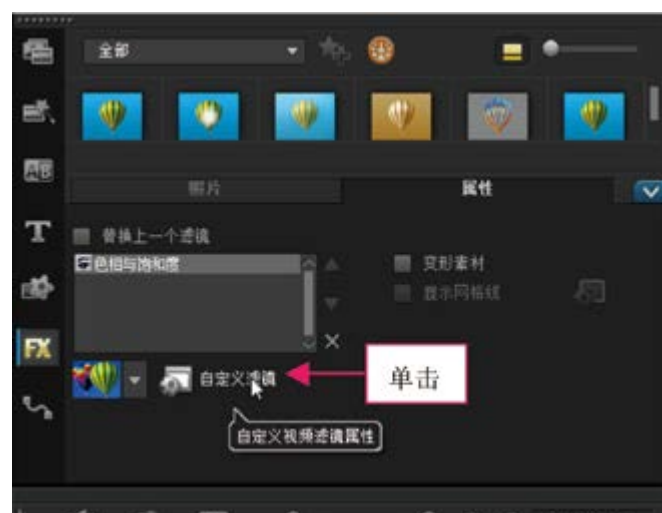 全部
AB
照片 属性
T
替换上一个滤镜
色相与饱和度
变形素材
显示网格线
FX
自定义滤镜
单击
自定义视频滤镜属性